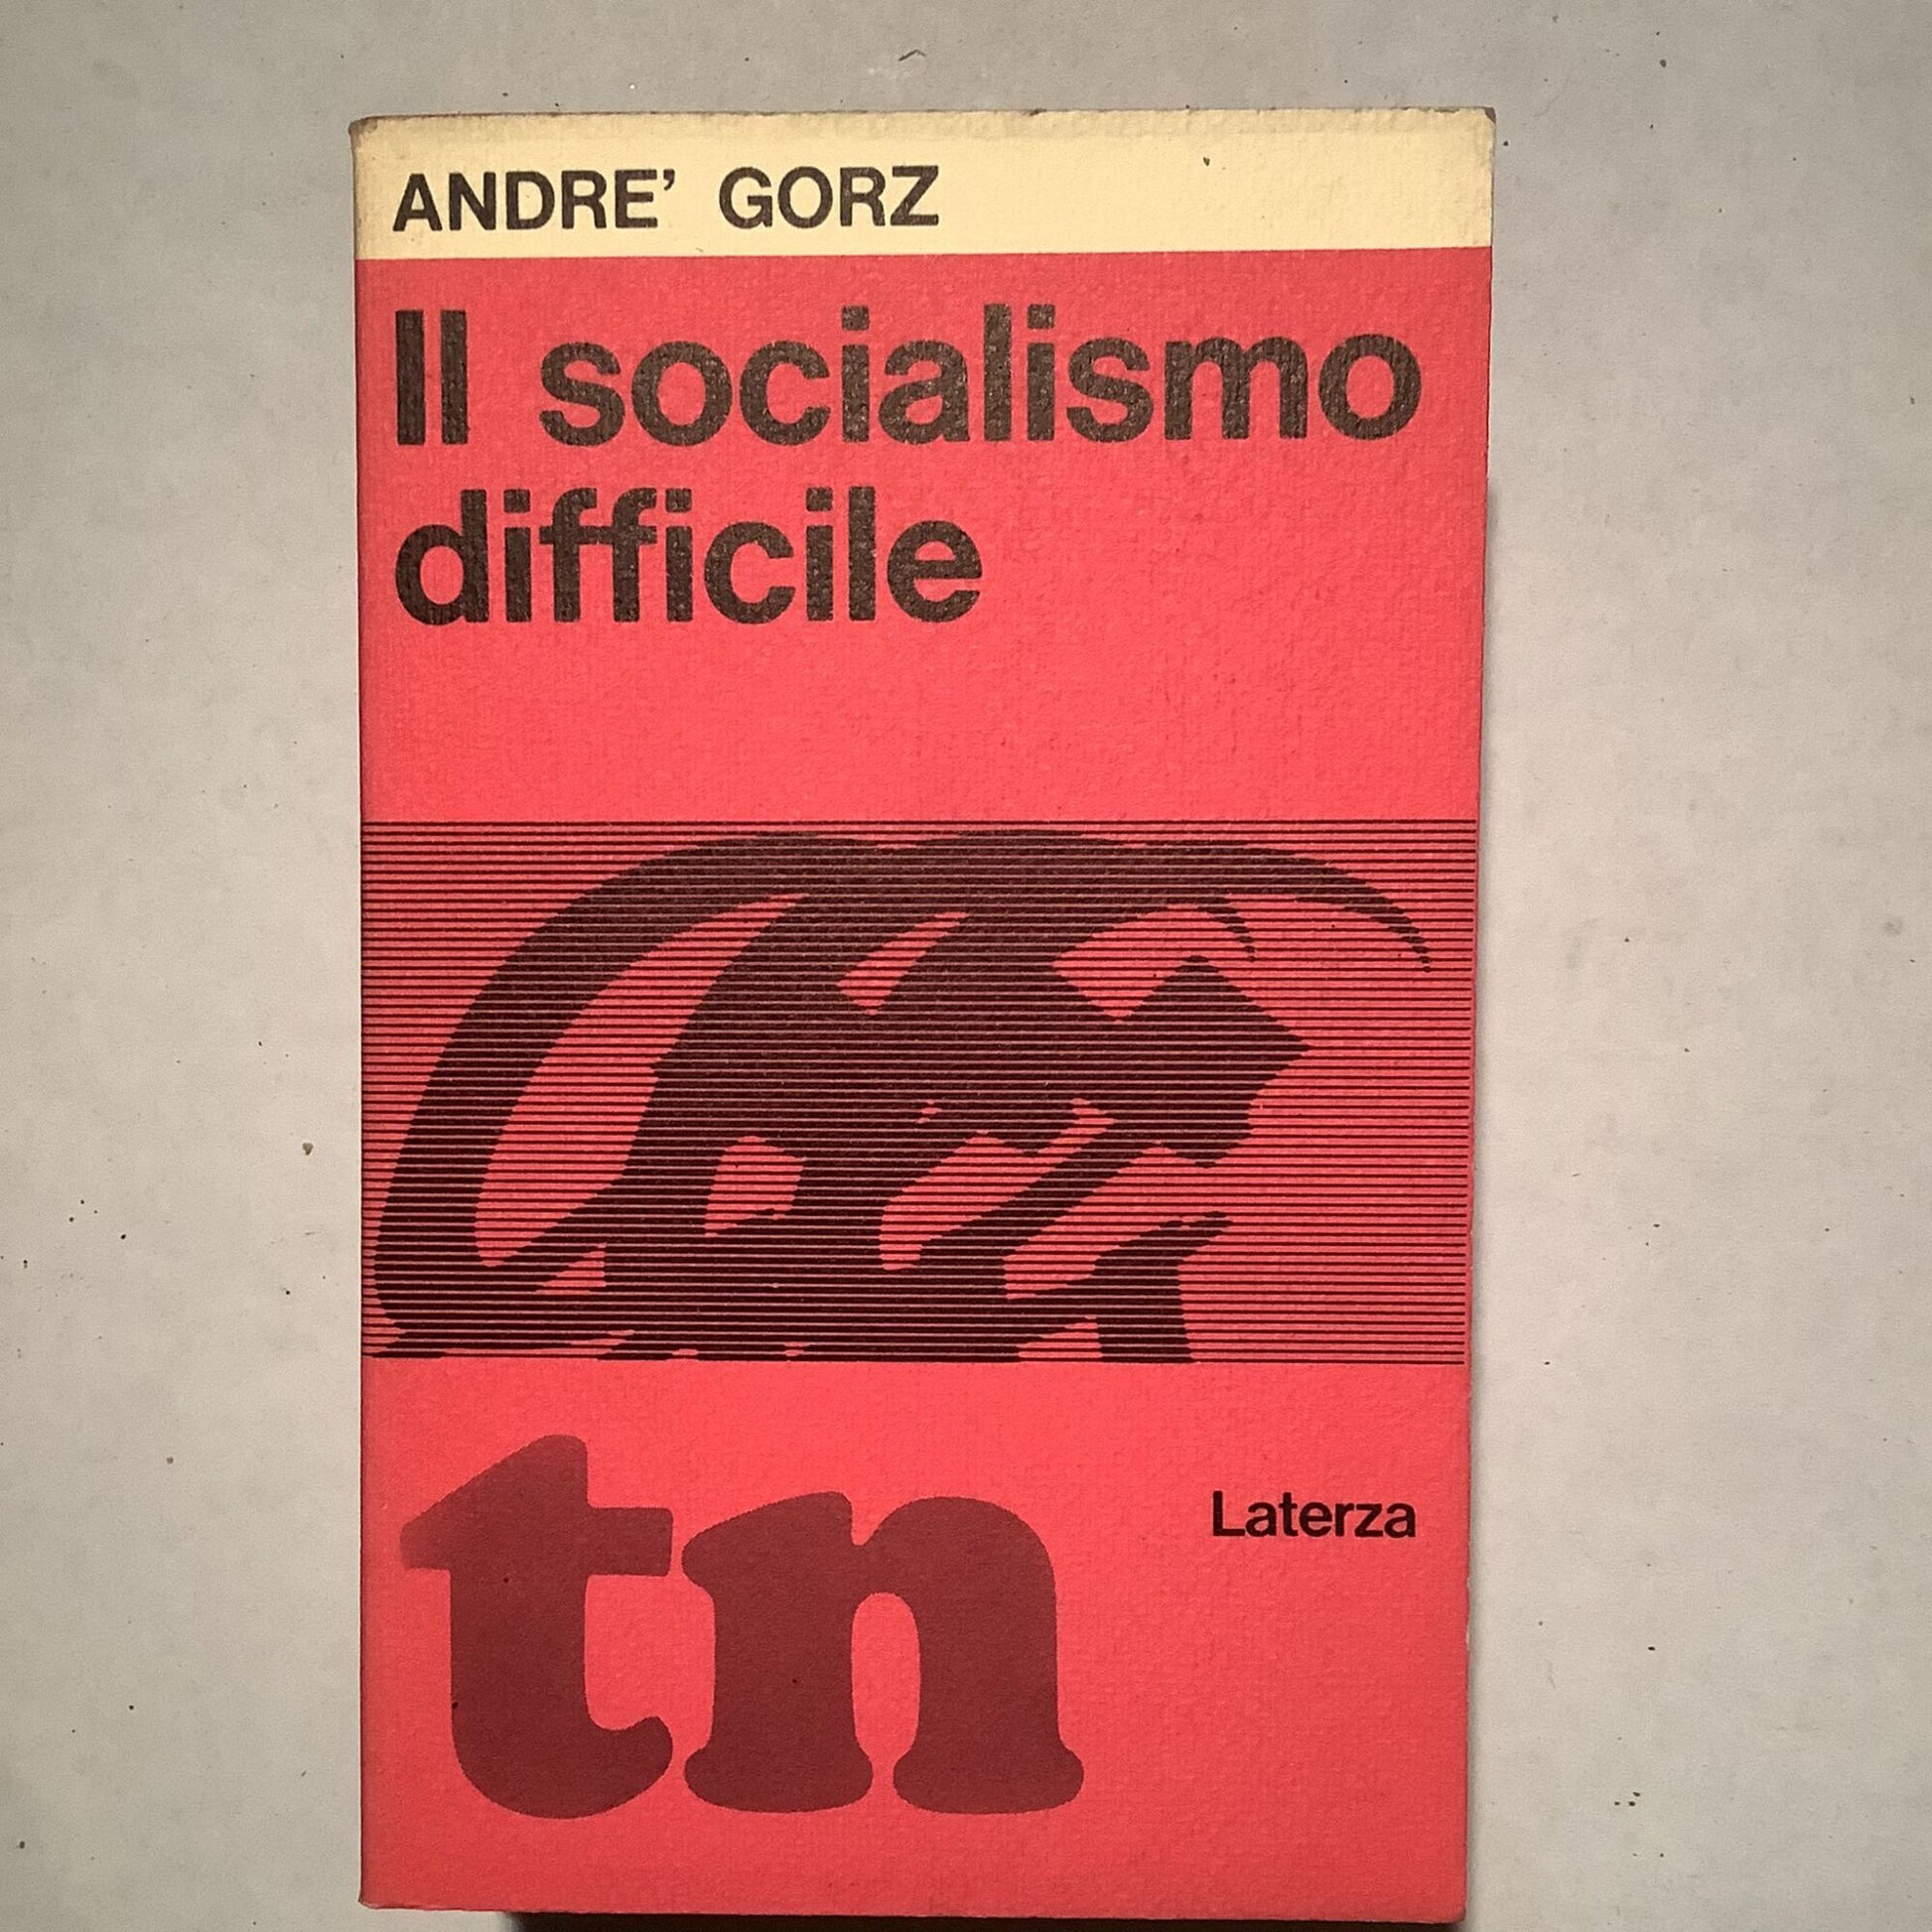 ANDRE’ GORZ
Il socialismo
difficile
tn
Laterza